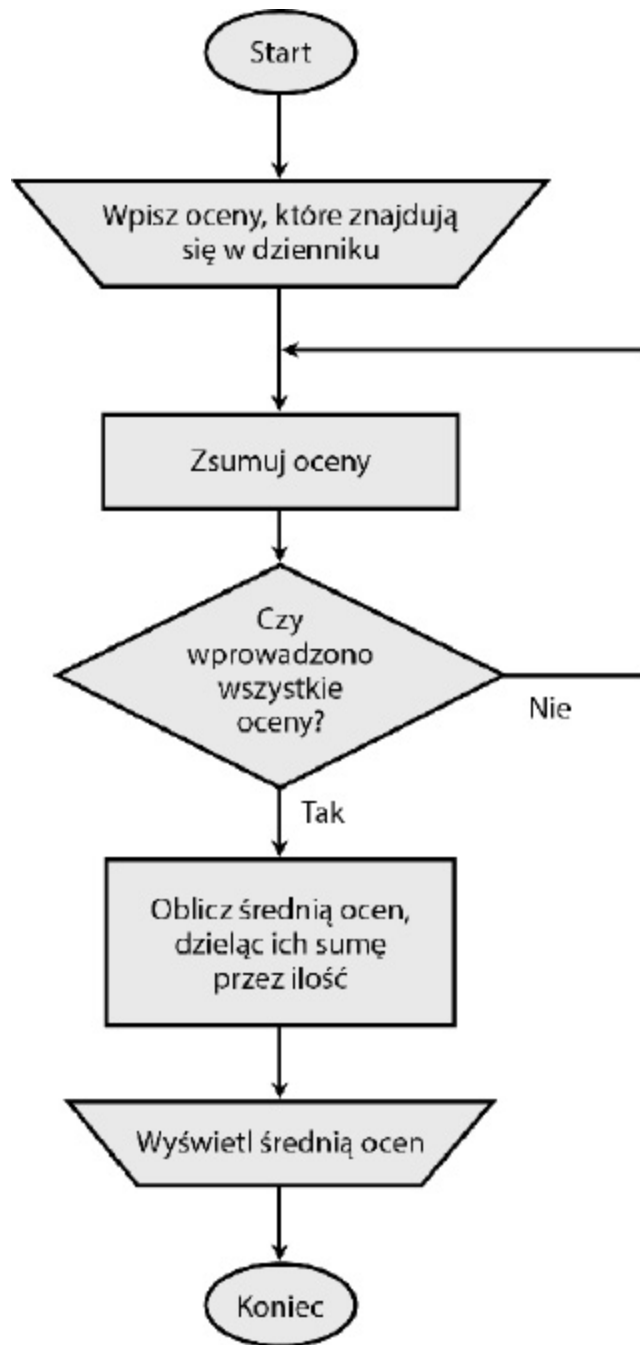 Start
Wpisz oceny, które znajdują
się w dzienniku
Zsumuj oceny
Czy
wprowadzono
wszystkie
oceny?
Nie
Tak
Oblicz średnią ocen,
dzieląc ich sumę
przez ilość
Wyświetl średnią ocen
Koniec